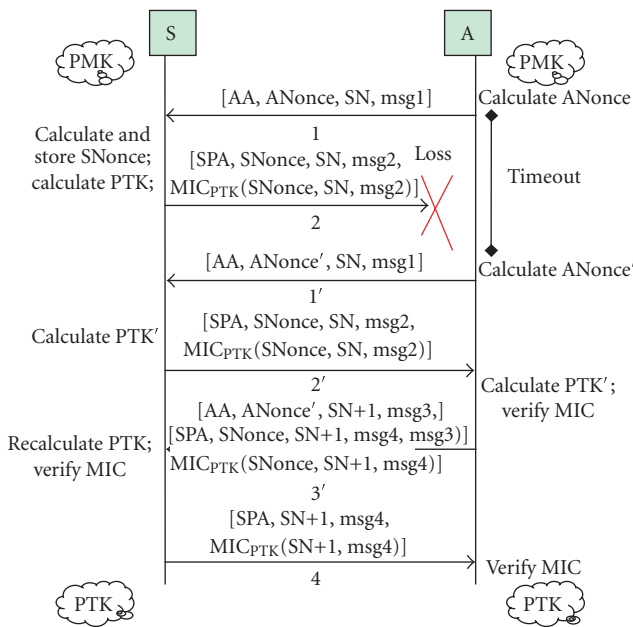 S
A
PMK
PMK
[AA, ANonce, SN, msg1]
Calculate ANonce
1
Calculate and
store SNonce;
calculate PTK;
[SPA, SNonce, SN, msg2,
MIC_PTK(SNonce, SN, msg2)]
Loss
2
Timeout
[AA, ANonce′, SN, msg1]
Calculate ANonce′
1′
Calculate PTK′
[SPA, SNonce, SN, msg2,
MIC_PTK(SNonce, SN, msg2)]
2′
Calculate PTK′;
verify MIC
[AA, ANonce′, SN+1, msg3,]
[SPA, SNonce, SN+1, msg4, msg3)]
MIC_PTK(SNonce, SN+1, msg4)]
Recalculate PTK;
verify MIC
3′
[SPA, SN+1, msg4,
MIC_PTK(SN+1, msg4)]
4
Verify MIC
PTK
PTK